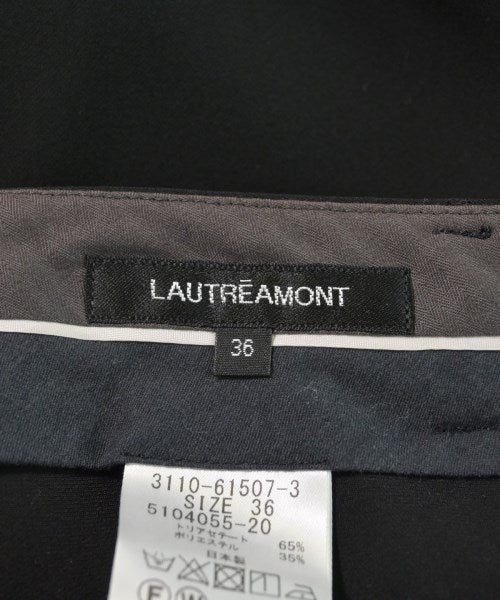 LAUTRĒAMONT
36
3110-61507-3
SIZE 36
5104055-20
トリアセテート 65%
ポリエステル 35%
日本製
F W